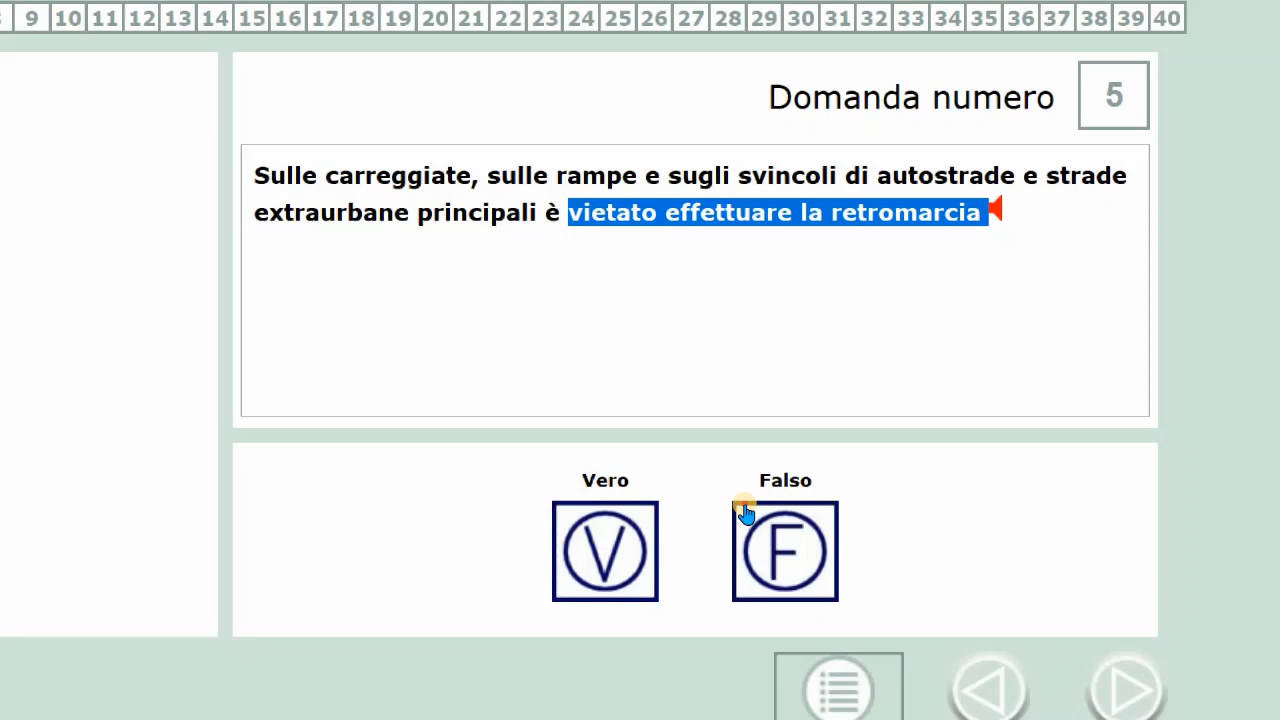 9 10 11 12 13 14 15 16 17 18 19 20 21 22 23 24 25 26 27 28 29 30 31 32 33 34 35 36 37 38 39 40
Domanda numero 5
Sulle carreggiate, sulle rampe e sugli svincoli di autostrade e strade
extraurbane principali è vietato effettuare la retromarcia
Vero Falso
V F